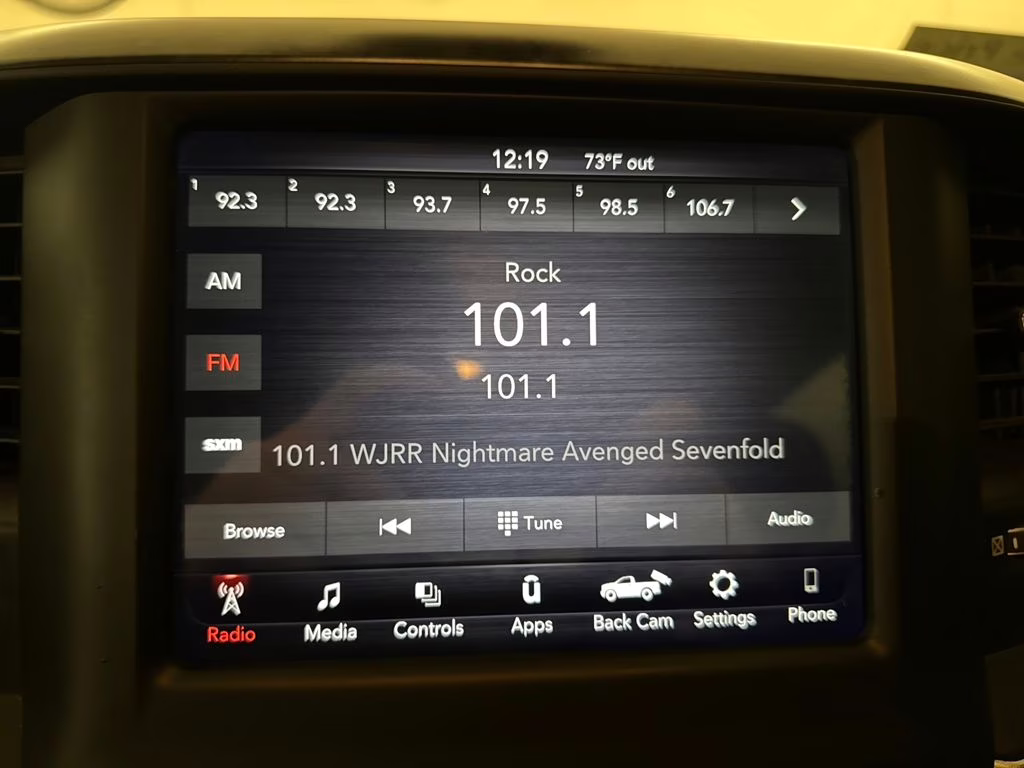 12:19 73°F out
1 92.3 2 92.3 3 93.7 4 97.5 5 98.5 6 106.7
AM
Rock
101.1
FM
101.1
sxm
101.1 WJRR Nightmare Avenged Sevenfold
Browse Tune Audio
Radio Media Controls Apps Back Cam Settings Phone